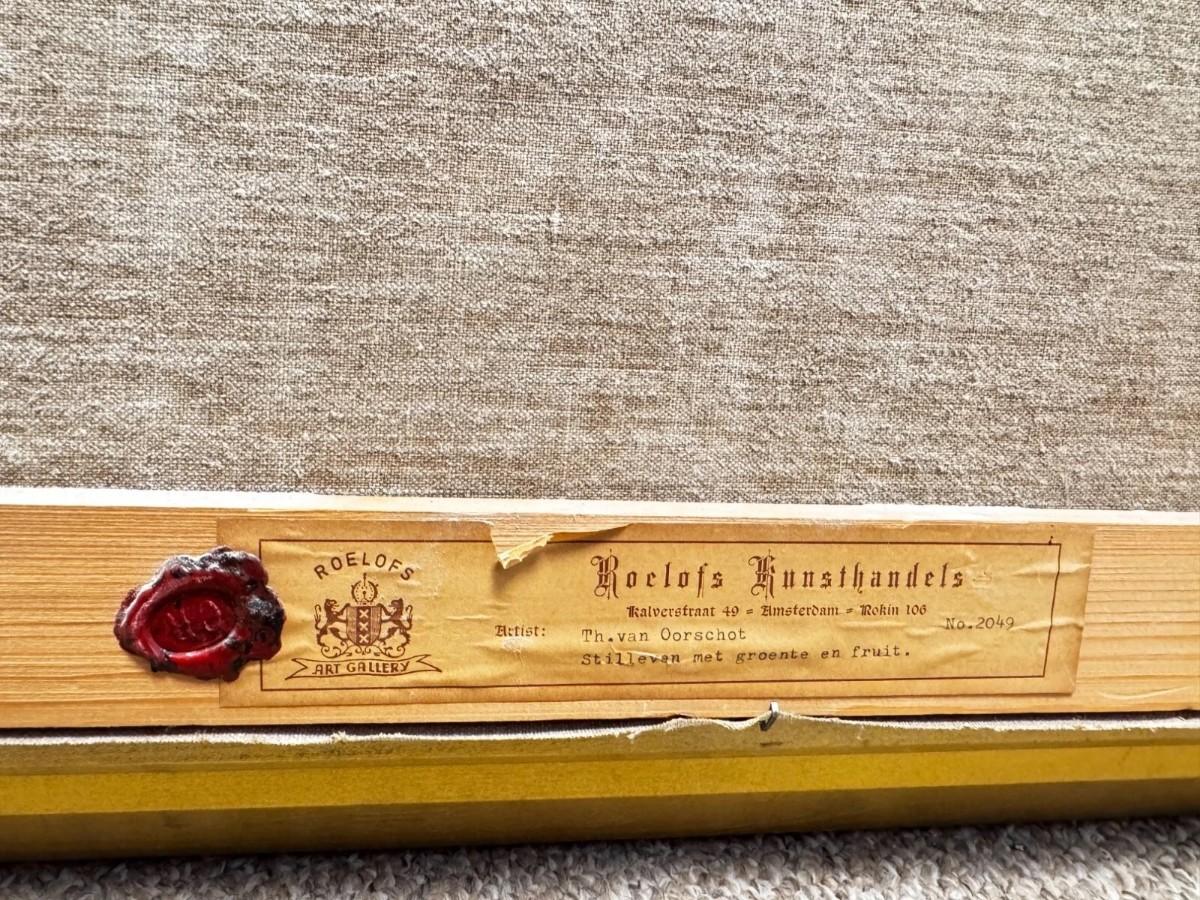 ROELOFS
ART GALLERY
Roelofs Kunsthandels
Kalverstraat 49 = Amsterdam = Rokin 106
No.2049
Artist: Th.van Oorschot
Stilleven met groente en fruit.